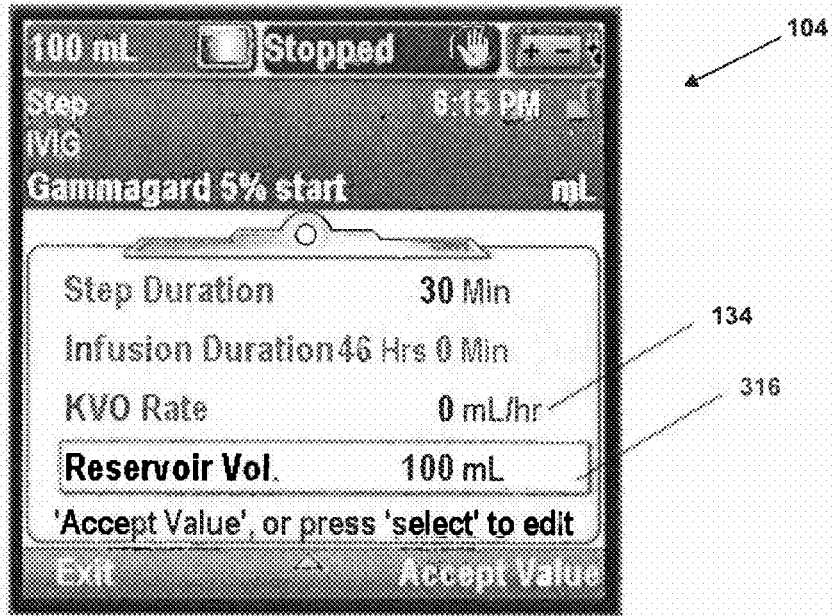 100 mL Stopped + −
104
Step 8:15 PM
IVIG
Gammagard 5% start mL
Step Duration 30 Min
Infusion Duration 46 Hrs 0 Min
134
KVO Rate 0 mL/hr
316
Reservoir Vol. 100 mL
'Accept Value', or press 'select' to edit
Exit Accept Value